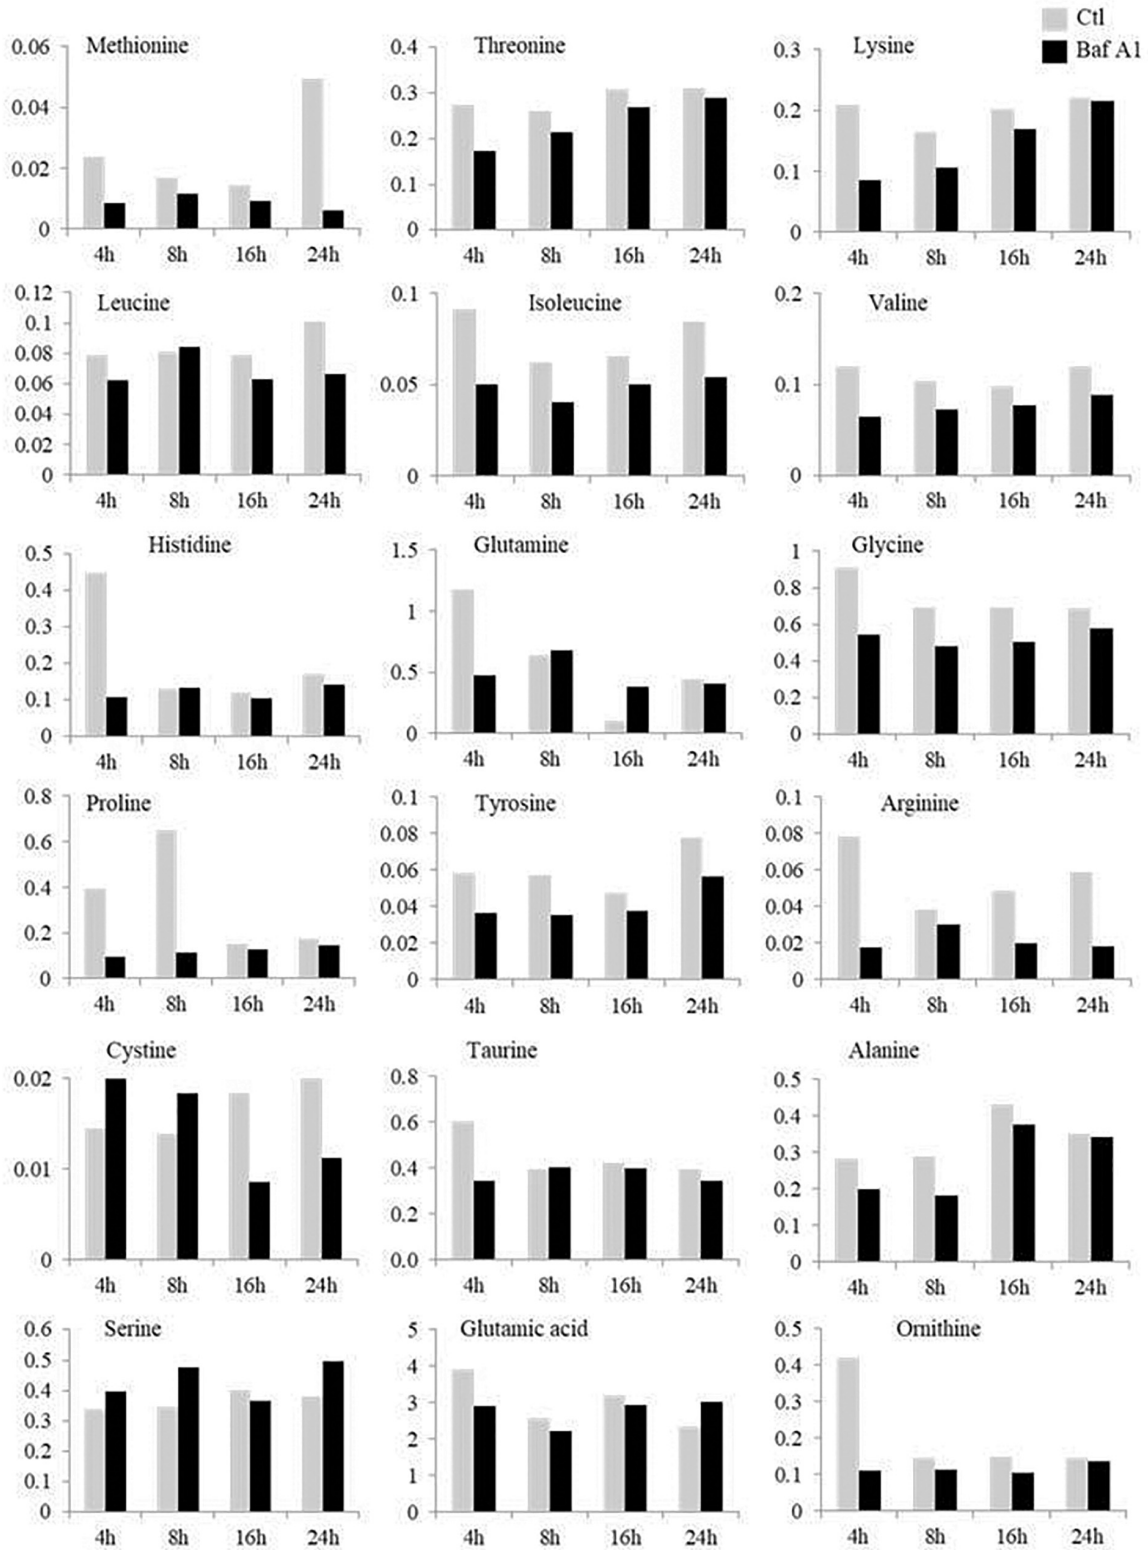 Ctl
Baf A1
Methionine
0.06
0.04
0.02
0
4h 8h 16h 24h
Threonine
0.4
0.3
0.2
0.1
0
4h 8h 16h 24h
Lysine
0.3
0.2
0.1
0
4h 8h 16h 24h
Leucine
0.12
0.1
0.08
0.06
0.04
0.02
0
4h 8h 16h 24h
Isoleucine
0.1
0.05
0
4h 8h 16h 24h
Valine
0.2
0.1
0
4h 8h 16h 24h
Histidine
0.5
0.4
0.3
0.2
0.1
0
4h 8h 16h 24h
Glutamine
1.5
1
0.5
0
4h 8h 16h 24h
Glycine
1
0.8
0.6
0.4
0.2
0
4h 8h 16h 24h
Proline
0.8
0.6
0.4
0.2
0
4h 8h 16h 24h
Tyrosine
0.1
0.08
0.06
0.04
0.02
0
4h 8h 16h 24h
Arginine
0.1
0.08
0.06
0.04
0.02
0
4h 8h 16h 24h
Cystine
0.02
0.01
0
4h 8h 16h 24h
Taurine
0.8
0.6
0.4
0.2
0.0
4h 8h 16h 24h
Alanine
0.5
0.4
0.3
0.2
0.1
0
4h 8h 16h 24h
Serine
0.6
0.5
0.4
0.3
0.2
0.1
0
4h 8h 16h 24h
Glutamic acid
5
4
3
2
1
0
4h 8h 16h 24h
Ornithine
0.5
0.4
0.3
0.2
0.1
0
4h 8h 16h 24h